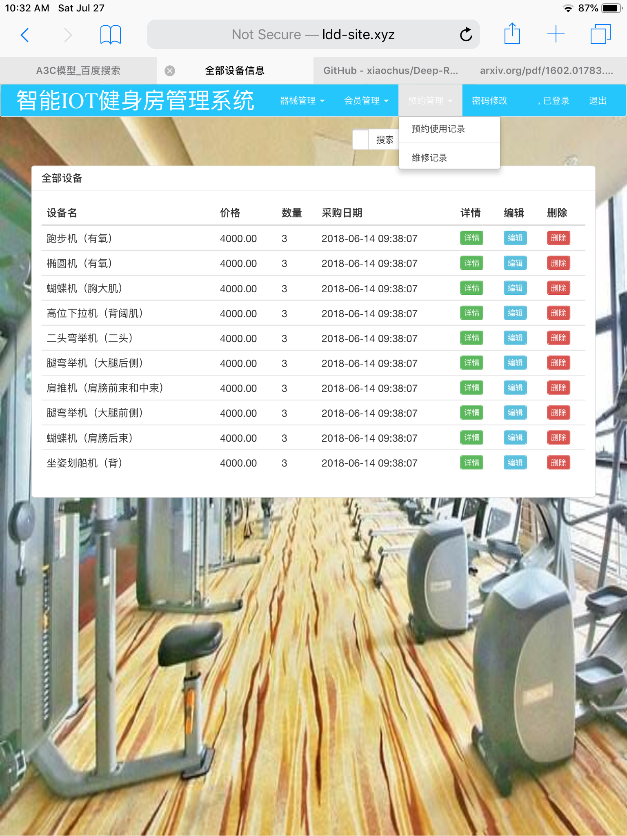 10:32 AM Sat Jul 27 87%
Not Secure — ldd-site.xyz
A3C模型_百度搜索 全部设备信息 GitHub - xiaochus/Deep-R... arxiv.org/pdf/1602.01783....
智能IOT健身房管理系统 器械管理 会员管理 预约管理 密码修改 , 已登录 退出
预约使用记录
搜索
维修记录
全部设备
设备名 价格 数量 采购日期 详情 编辑 删除
跑步机（有氧） 4000.00 3 2018-06-14 09:38:07 详情 编辑 删除
椭圆机（有氧） 4000.00 3 2018-06-14 09:38:07 详情 编辑 删除
蝴蝶机（胸大肌） 4000.00 3 2018-06-14 09:38:07 详情 编辑 删除
高位下拉机（背阔肌） 4000.00 3 2018-06-14 09:38:07 详情 编辑 删除
二头弯举机（二头） 4000.00 3 2018-06-14 09:38:07 详情 编辑 删除
腿弯举机（大腿后侧） 4000.00 3 2018-06-14 09:38:07 详情 编辑 删除
肩推机（肩膀前束和中束） 4000.00 3 2018-06-14 09:38:07 详情 编辑 删除
腿弯举机（大腿前侧） 4000.00 3 2018-06-14 09:38:07 详情 编辑 删除
蝴蝶机（肩膀后束） 4000.00 3 2018-06-14 09:38:07 详情 编辑 删除
坐姿划船机（背） 4000.00 3 2018-06-14 09:38:07 详情 编辑 删除